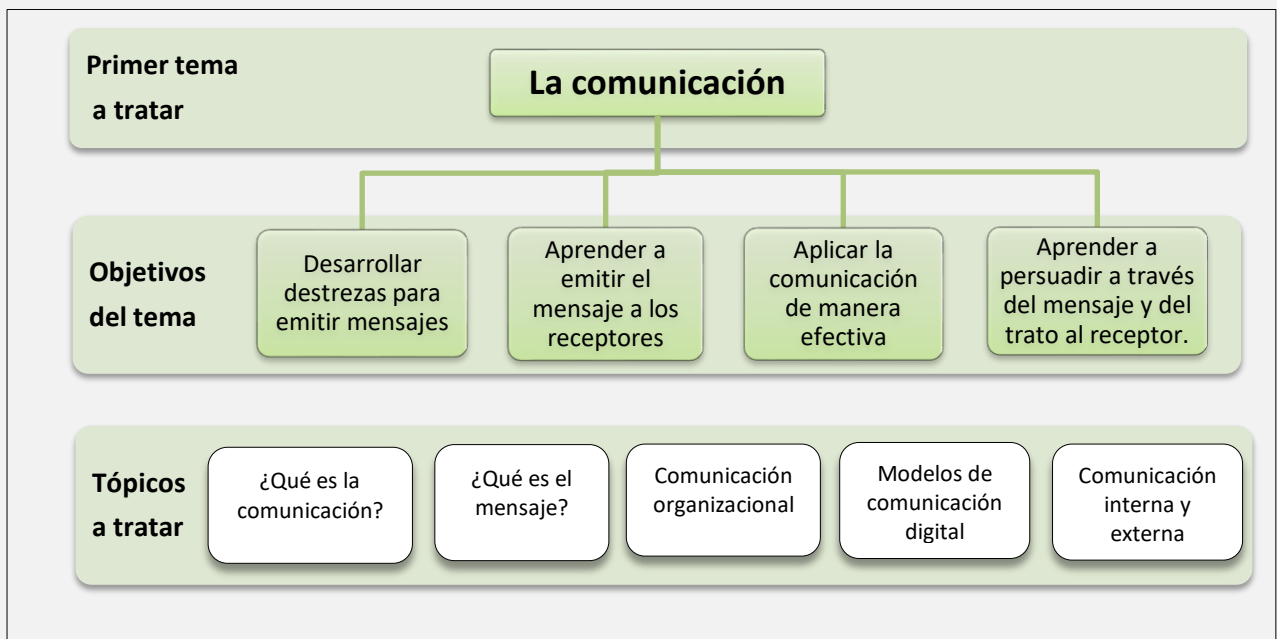 Primer tema
a tratar
La comunicación
Objetivos
del tema
Desarrollar
destrezas para
emitir mensajes
Aprender a
emitir el
mensaje a los
receptores
Aplicar la
comunicación
de manera
efectiva
Aprender a
persuadir a través
del mensaje y del
trato al receptor.
Tópicos
a tratar
¿Qué es la
comunicación?
¿Qué es el
mensaje?
Comunicación
organizacional
Modelos de
comunicación
digital
Comunicación
interna y
externa